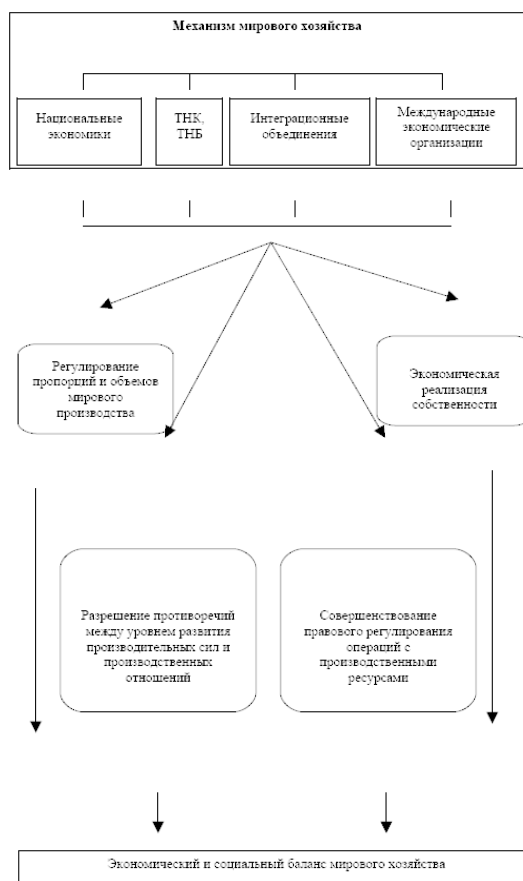 Механизм мирового хозяйства
Национальные
экономики
ТНК,
ТНБ
Интеграционные
объединения
Международные
экономические
организации
Регулирование
пропорций и объемов
мирового
производства
Экономическая
реализация
собственности
Разрешение противоречий
между уровнем развития
производительных сил и
производственных
отношений
Совершенствование
правового регулирования
операций с
производственными
ресурсами
Экономический и социальный баланс мирового хозяйства